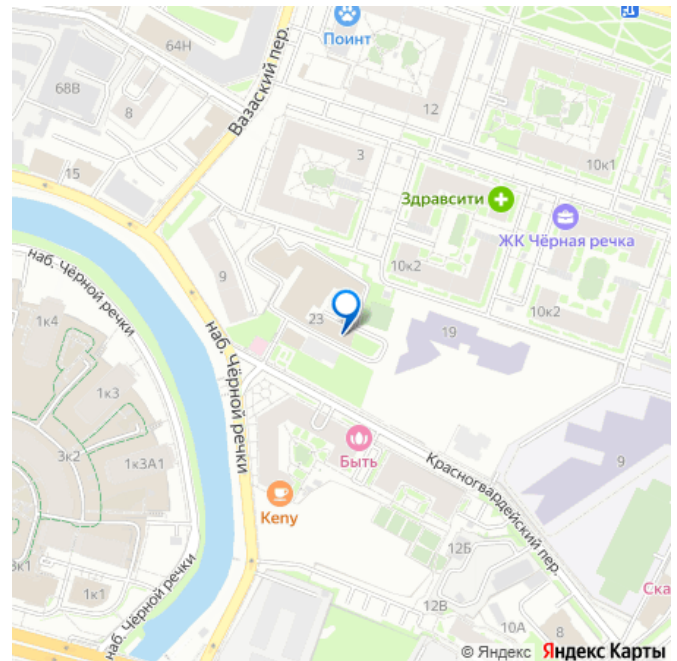 Поинт
64Н
68В
8
Вазаский пер.
12
3
10к1
15
Здравсити
ЖК Чёрная речка
9
10к2
10к2
наб. Чёрной речки
1к4
23
19
наб. Чёрной речки
1к3
3к2
1к3А1
Быть
Красногвардейский пер.
9
Keny
12Б
3к1
1к1
наб. Чёрной речки
12В
10А
8
Ска
© Яндекс Яндекс Карты